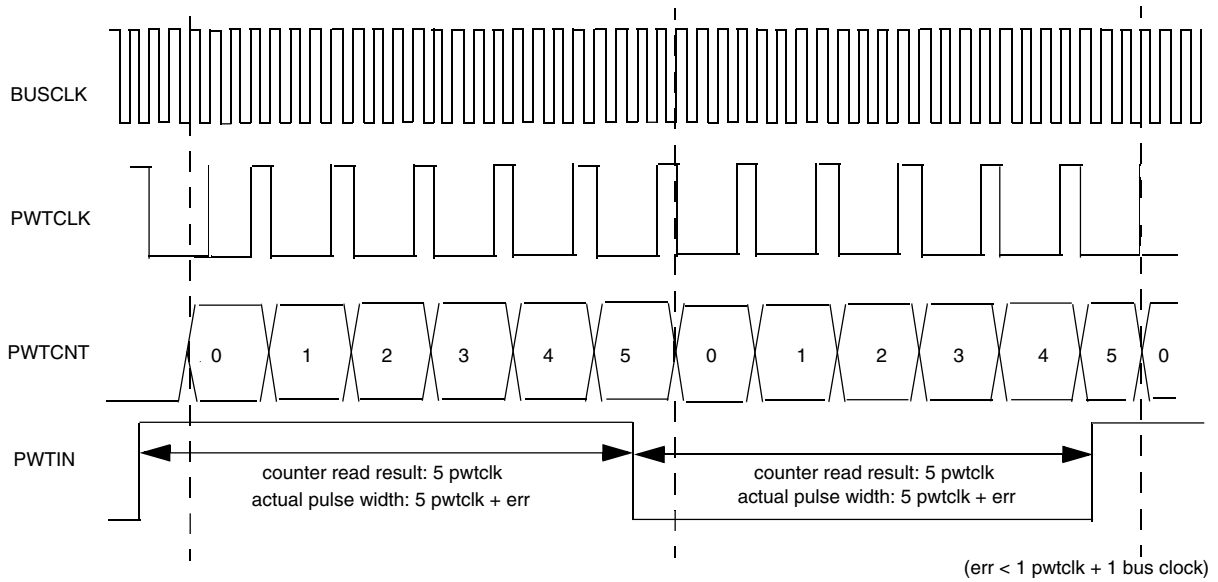 BUSCLK
PWTCLK
PWTCNT
0 1 2 3 4 5 0 1 2 3 4 5 0
PWTIN
counter read result: 5 pwtclk
actual pulse width: 5 pwtclk + err
counter read result: 5 pwtclk
actual pulse width: 5 pwtclk + err
(err < 1 pwtclk + 1 bus clock)